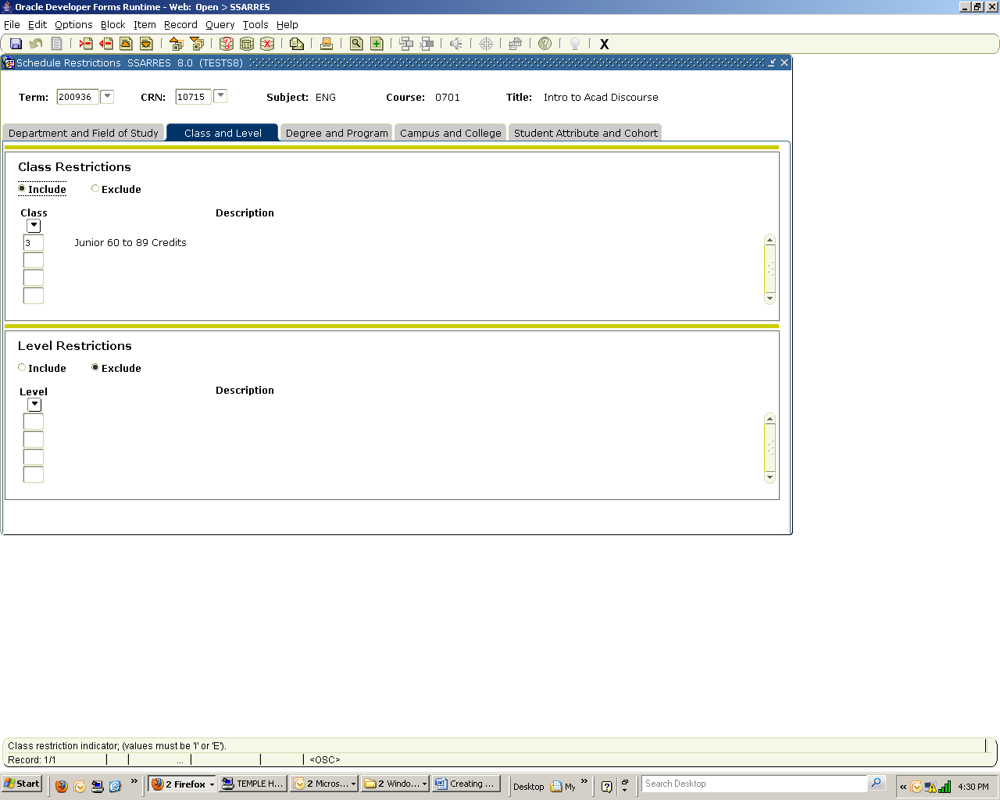 Oracle Developer Forms Runtime - Web: Open > SSARRES
File Edit Options Block Item Record Query Tools Help
X
Schedule Restrictions SSARRES 8.0 (TESTS8)
Term: 200936 CRN: 10715 Subject: ENG Course: 0701 Title: Intro to Acad Discourse
Department and Field of Study Class and Level Degree and Program Campus and College Student Attribute and Cohort
Class Restrictions
Include Exclude
Class Description
3 Junior 60 to 89 Credits
Level Restrictions
Include Exclude
Level Description
Class restriction indicator; (values must be 'I' or 'E').
Record: 1/1 ... <OSC>
Start » 2 Firefox TEMPLE H... 2 Micros... 2 Windo... Creating ... Desktop My » Search Desktop « 4:30 PM